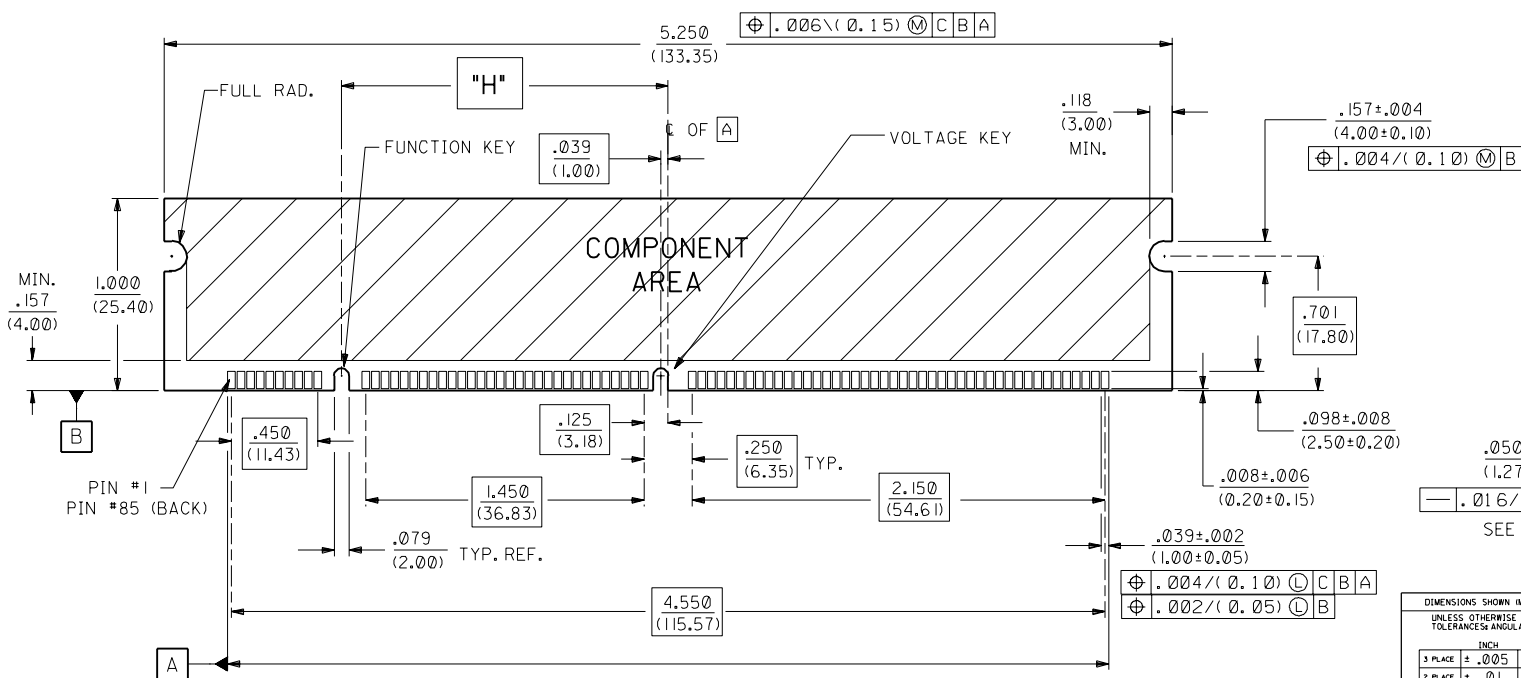 5.250
(133.35)
⌖ .006\(0.15) Ⓜ C B A
"H"
FULL RAD.
FUNCTION KEY
℄ OF A
.039
(1.00)
VOLTAGE KEY
.118
(3.00)
MIN.
.157±.004
(4.00±0.10)
⌖ .004/(0.10) Ⓜ B
COMPONENT
AREA
MIN.
.157
(4.00)
1.000
(25.40)
.701
(17.80)
B
.450
(11.43)
.125
(3.18)
.250
(6.35) TYP.
.098±.008
(2.50±0.20)
.008±.006
(0.20±0.15)
.050
(1.27
— .016/
SEE
PIN #1
PIN #85 (BACK)
1.450
(36.83)
2.150
(54.61)
.079
(2.00) TYP. REF.
.039±.002
(1.00±0.05)
⌖ .004/(0.10) Ⓛ C B A
⌖ .002/(0.05) Ⓛ B
4.550
(115.57)
A
DIMENSIONS SHOWN
UNLESS OTHERWISE
TOLERANCES: ANGULA
INCH
3 PLACE ± .005
2 PLACE ± .01